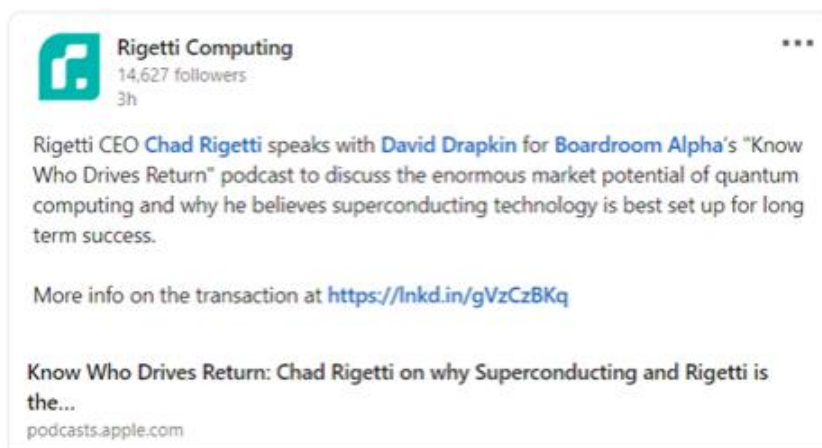 Rigetti Computing
14,627 followers
3h
Rigetti CEO Chad Rigetti speaks with David Drapkin for Boardroom Alpha's "Know
Who Drives Return" podcast to discuss the enormous market potential of quantum
computing and why he believes superconducting technology is best set up for long
term success.
More info on the transaction at https://lnkd.in/gVzCzBKq
Know Who Drives Return: Chad Rigetti on why Superconducting and Rigetti is
the...
podcasts.apple.com